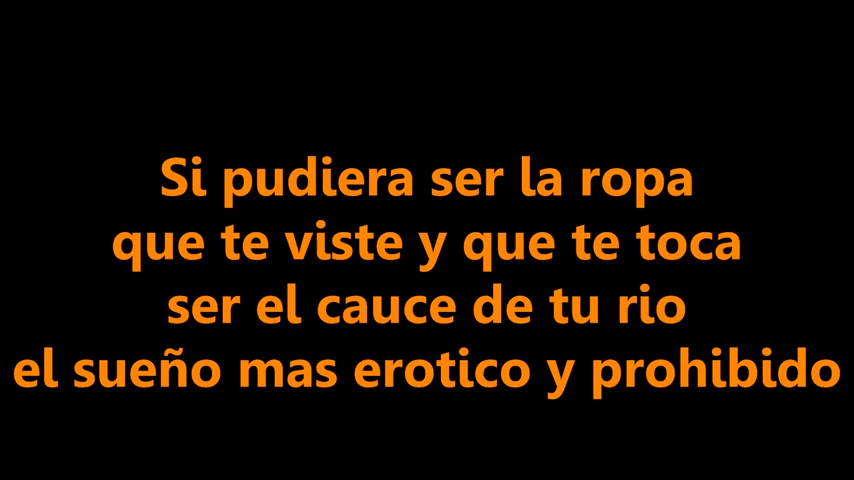 Si pudiera ser la ropa
que te viste y que te toca
ser el cauce de tu rio
el sueño mas erotico y prohibido